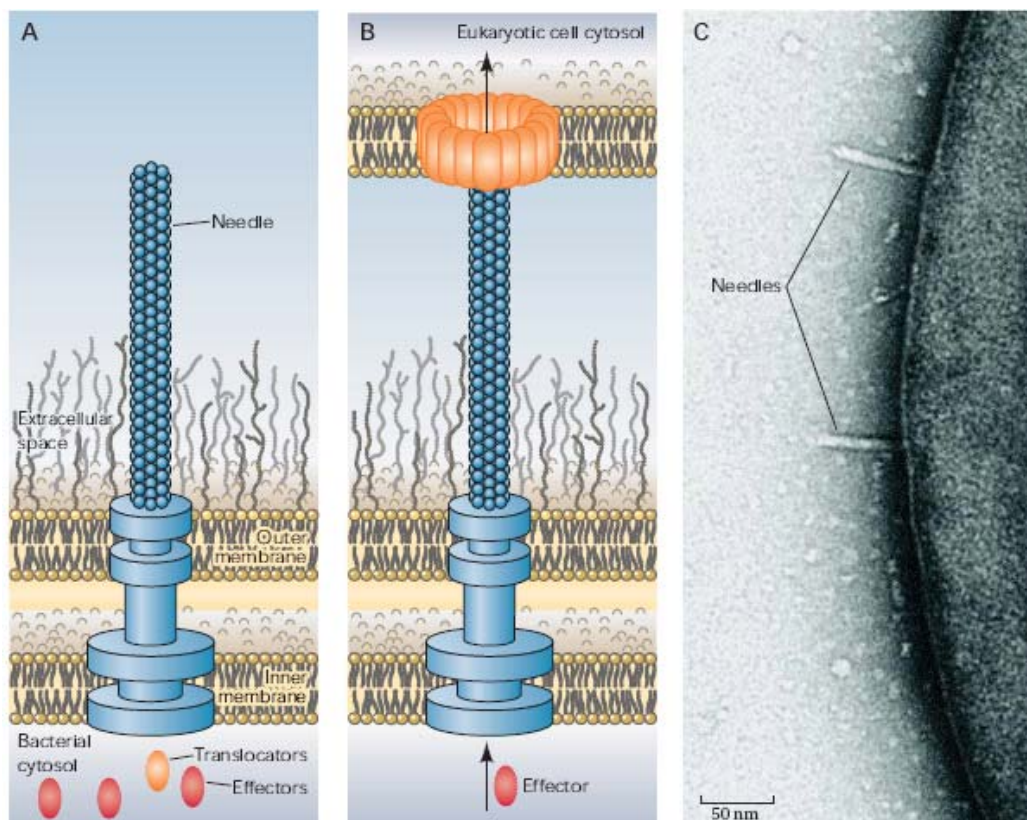 A
Needle
Extracellular
space
Outer
membrane
Inner
membrane
Bacterial
cytosol
Translocators
Effectors
B
Eukaryotic cell cytosol
Effector
C
Needles
50 nm